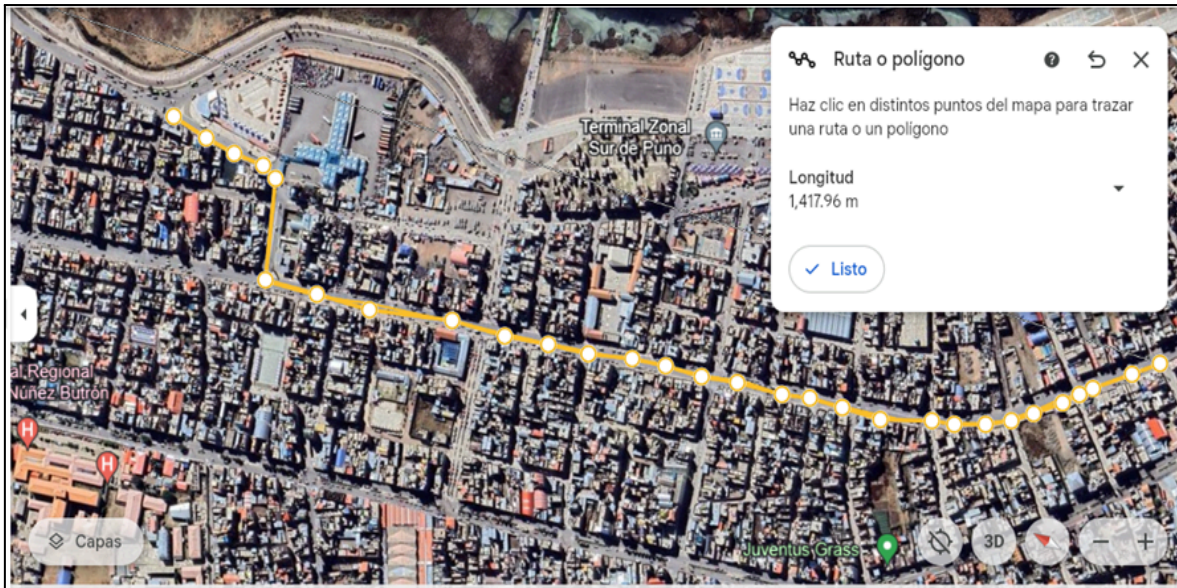 Ruta o polígono
Haz clic en distintos puntos del mapa para trazar
una ruta o un polígono
Longitud
1,417.96 m
Listo
Terminal Zonal
Sur de Puno
al Regional
Núñez Butrón
H
H
Juventus Grass
Capas
3D